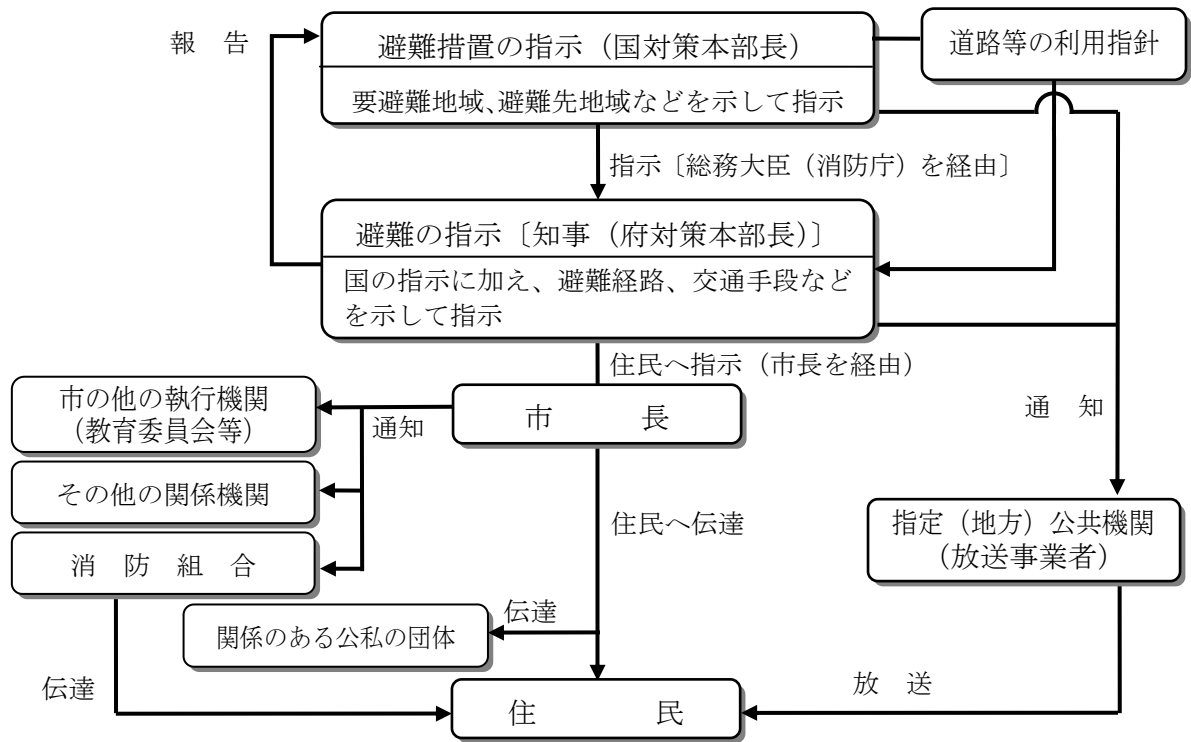 報　告
避難措置の指示（国対策本部長）
要避難地域、避難先地域などを示して指示
道路等の利用指針
指示〔総務大臣（消防庁）を経由〕
避難の指示〔知事（府対策本部長）〕
国の指示に加え、避難経路、交通手段など
を示して指示
住民へ指示（市長を経由）
市の他の執行機関
（教育委員会等）
通知
市　　　長
通　知
その他の関係機関
消　防　組　合
住民へ伝達
指定（地方）公共機関
（放送事業者）
伝達
関係のある公私の団体
伝達
放　送
住　　　　民